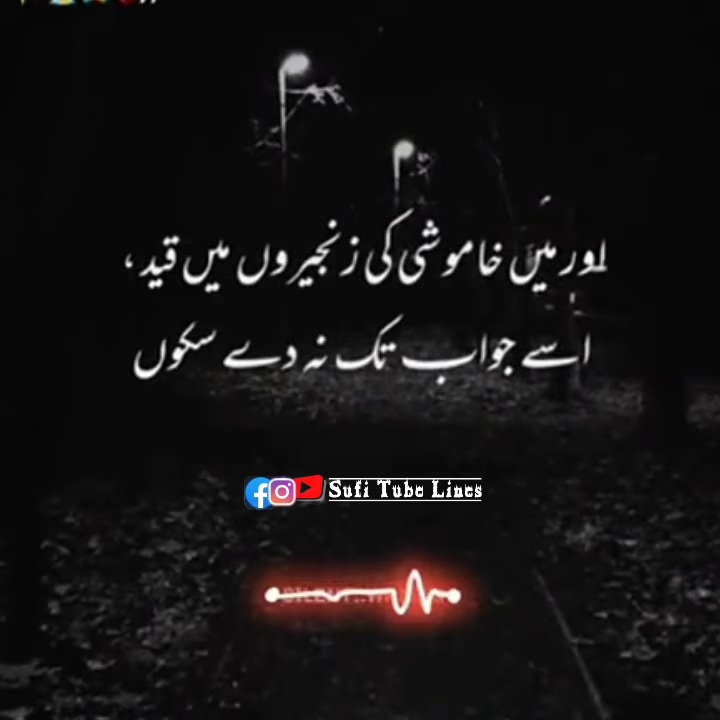 اور میں خاموشی کی زنجیروں میں قید،
اسے جواب تک نہ دے سکوں
Sufi Tube Lines